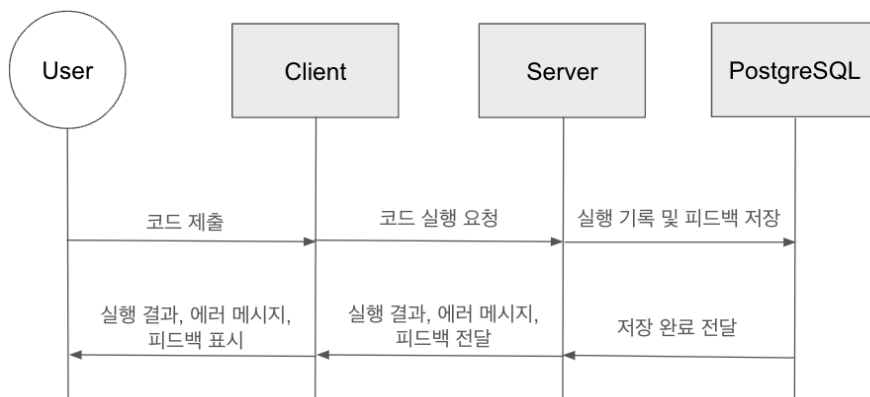 User
Client
Server
PostgreSQL
코드 제출
코드 실행 요청
실행 기록 및 피드백 저장
실행 결과, 에러 메시지,
피드백 표시
실행 결과, 에러 메시지,
피드백 전달
저장 완료 전달